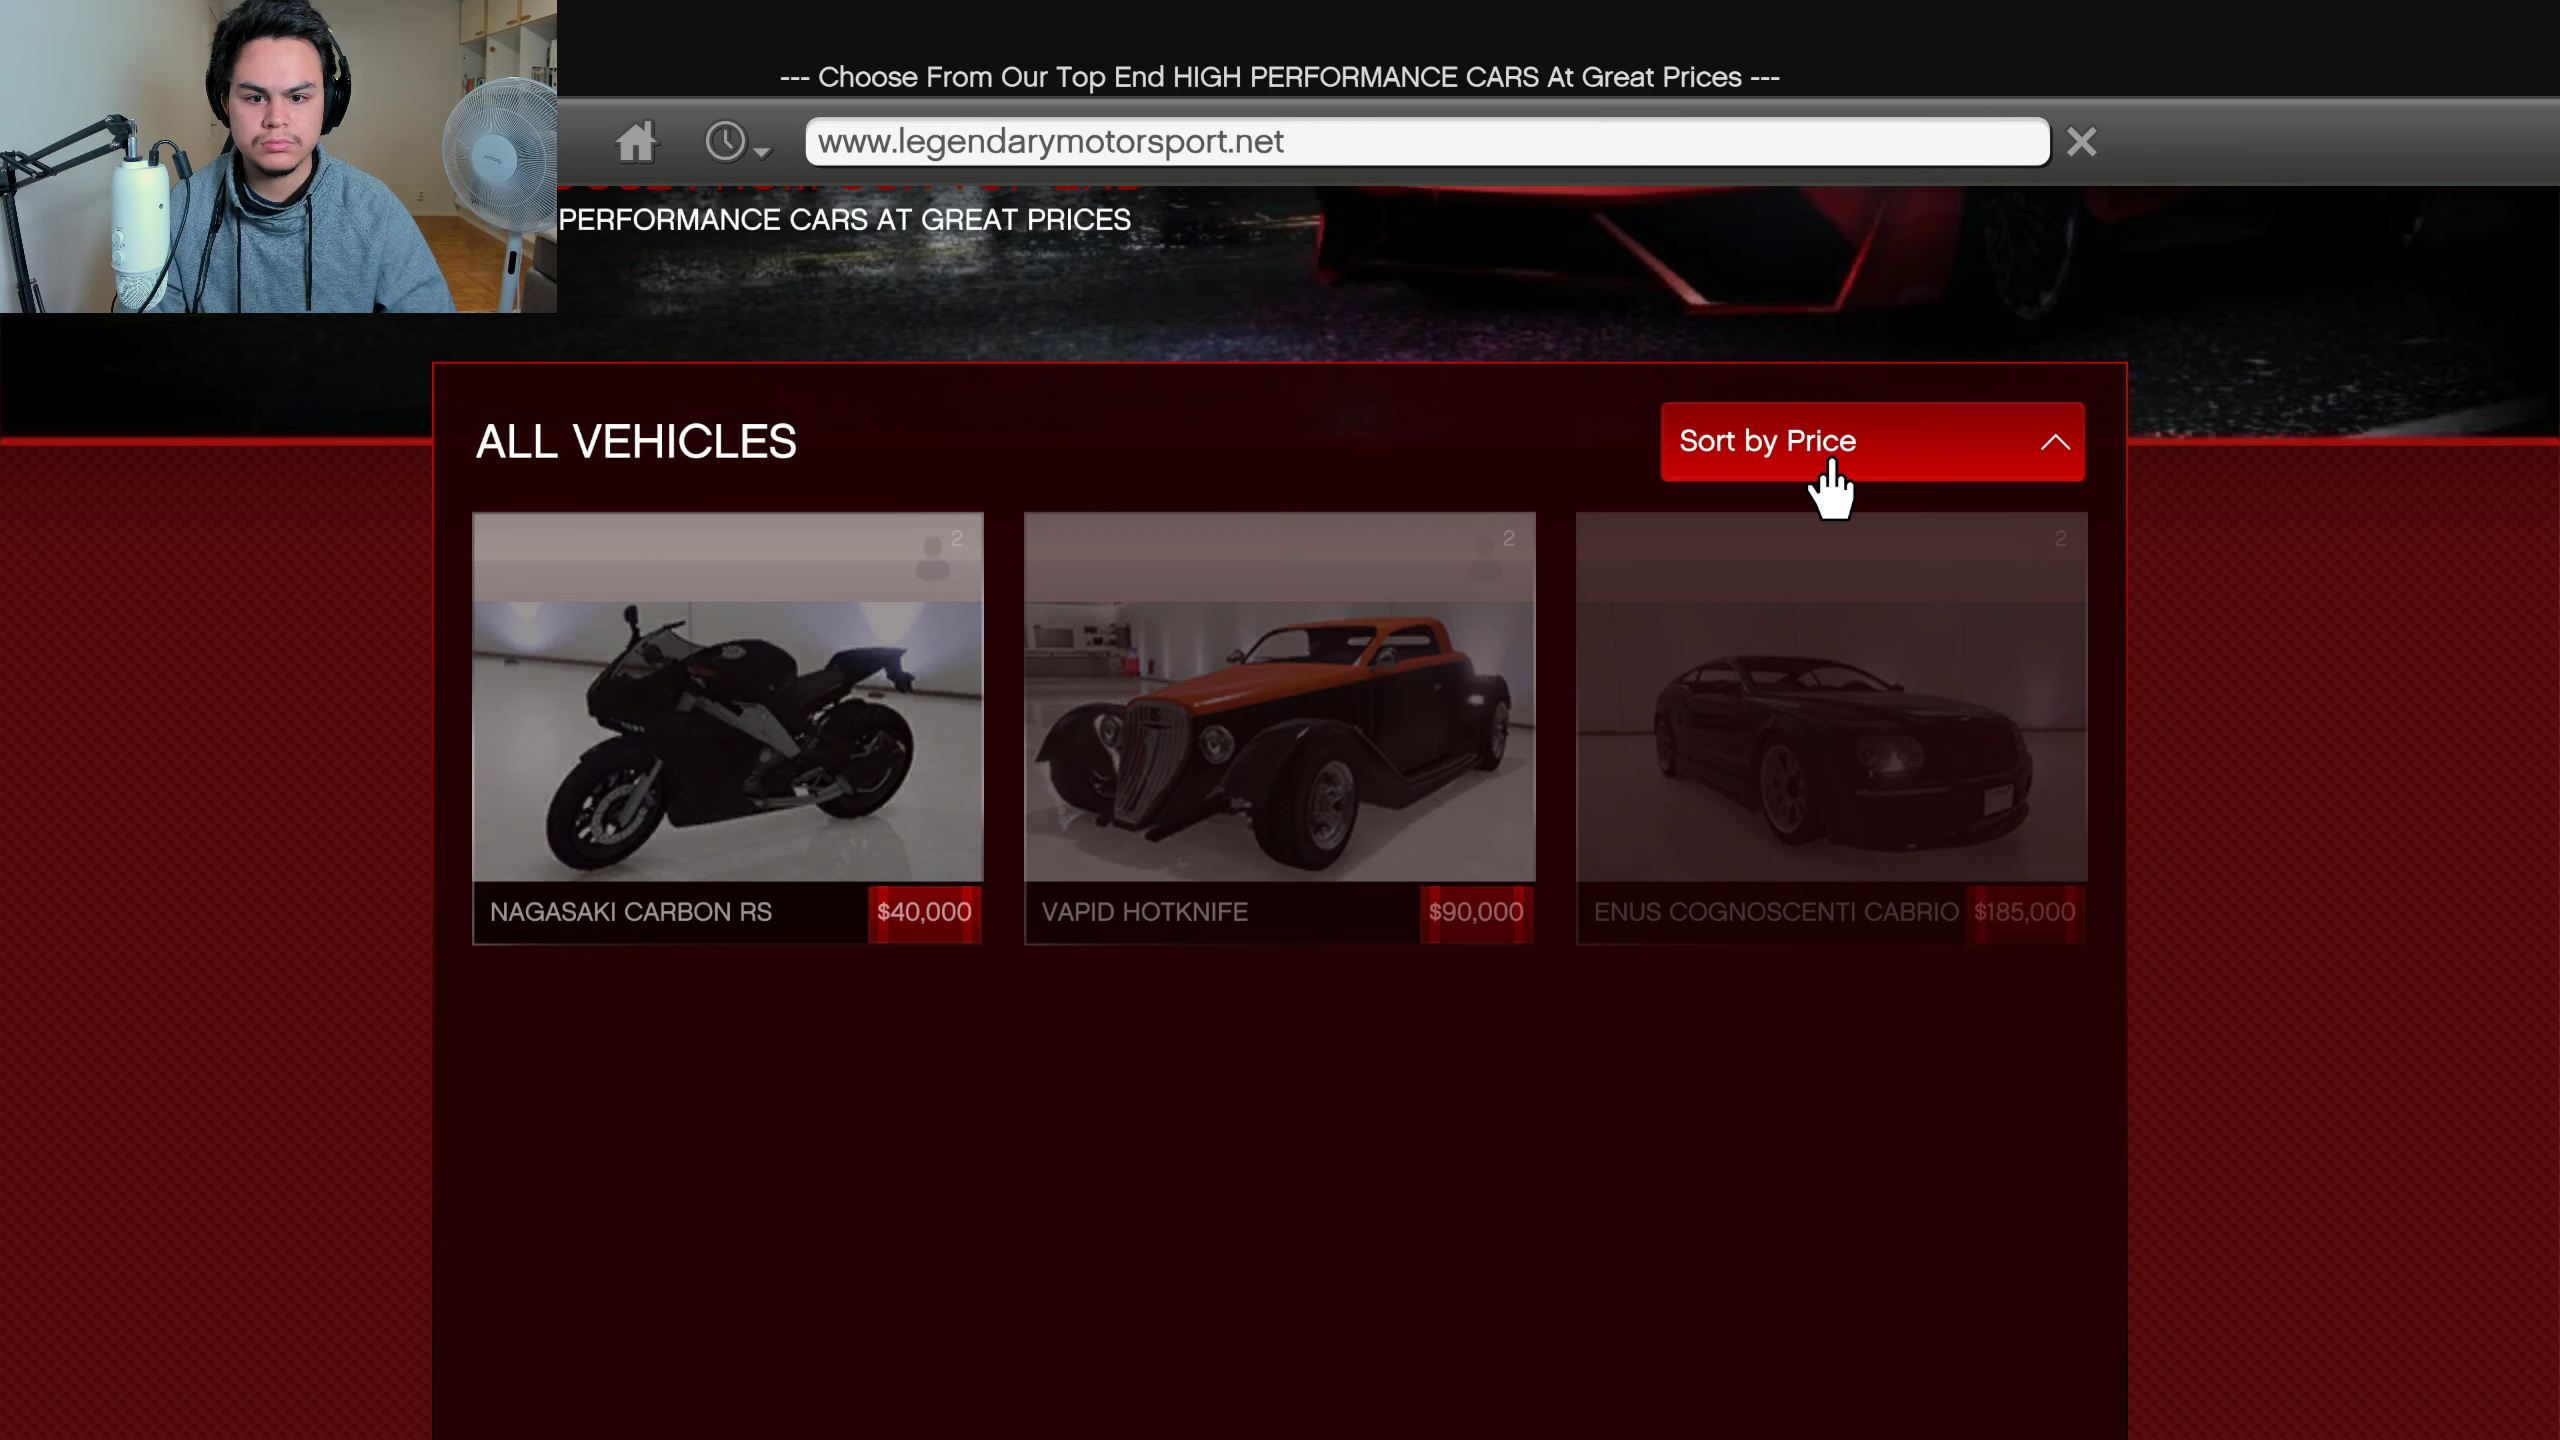 --- Choose From Our Top End HIGH PERFORMANCE CARS At Great Prices ---
www.legendarymotorsport.net
PERFORMANCE CARS AT GREAT PRICES
ALL VEHICLES
Sort by Price
2
2
2
NAGASAKI CARBON RS
$40,000
VAPID HOTKNIFE
$90,000
ENUS COGNOSCENTI CABRIO
$185,000